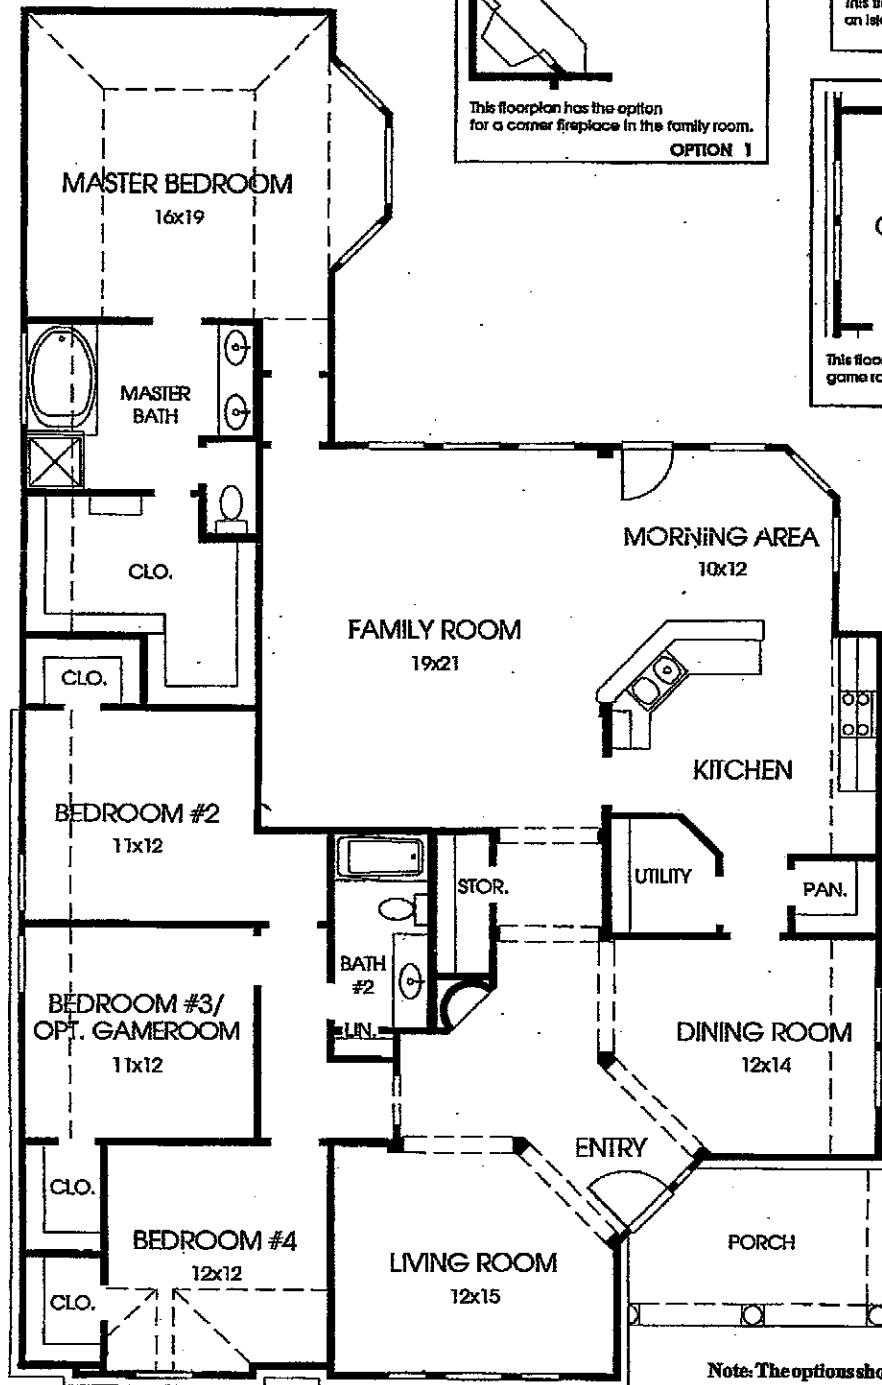 This floorplan has the option
for a corner fireplace in the family room.
OPTION 1
an
This
game
MASTER BEDROOM
16x19
MASTER
BATH
CLO.
CLO.
MORNING AREA
10x12
FAMILY ROOM
19x21
KITCHEN
BEDROOM #2
11x12
STOR.
UTILITY
PAN.
BATH
#2
LIN.
BEDROOM #3/
OPT. GAMEROOM
11x12
DINING ROOM
12x14
ENTRY
CLO.
BEDROOM #4
12x12
CLO.
LIVING ROOM
12x15
PORCH
Note: The options